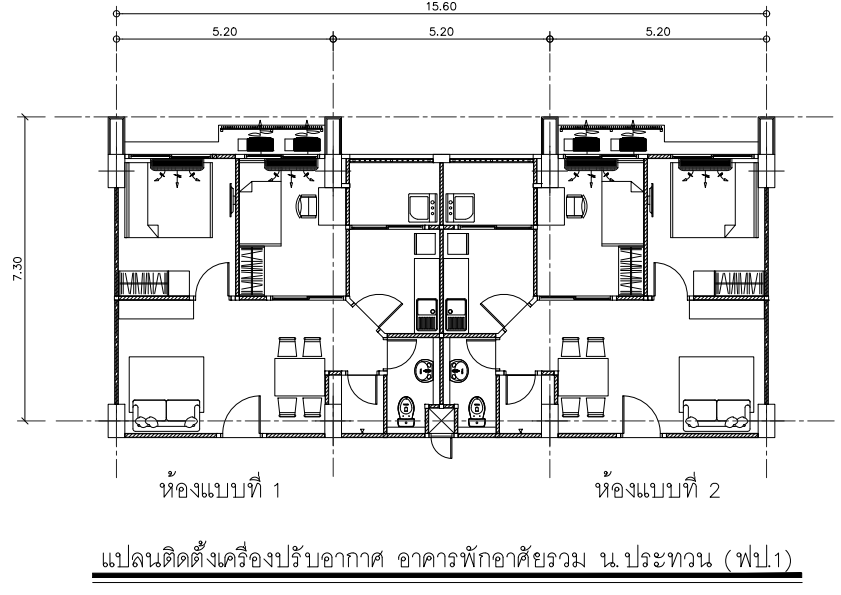 15.60
5.20 5.20 5.20
7.30
ห้องแบบที่ 1 ห้องแบบที่ 2
แปลนติดตั้งเครื่องปรับอากาศ อาคารพักอาศัยรวม น.ประทวน (ฟป.1)